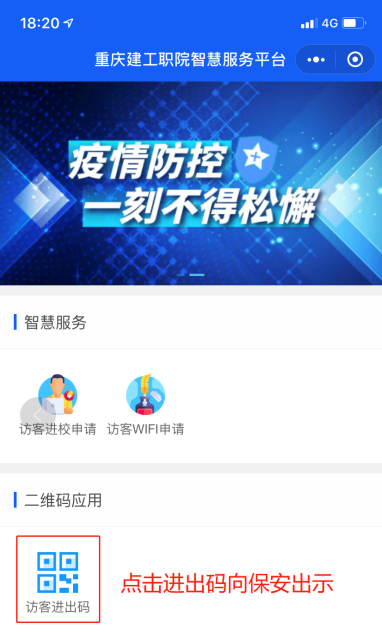 18:20
4G
重庆建工职院智慧服务平台
疫情防控
一刻不得松懈
智慧服务
访客进校申请
访客WIFI申请
二维码应用
点击进出码向保安出示
访客进出码